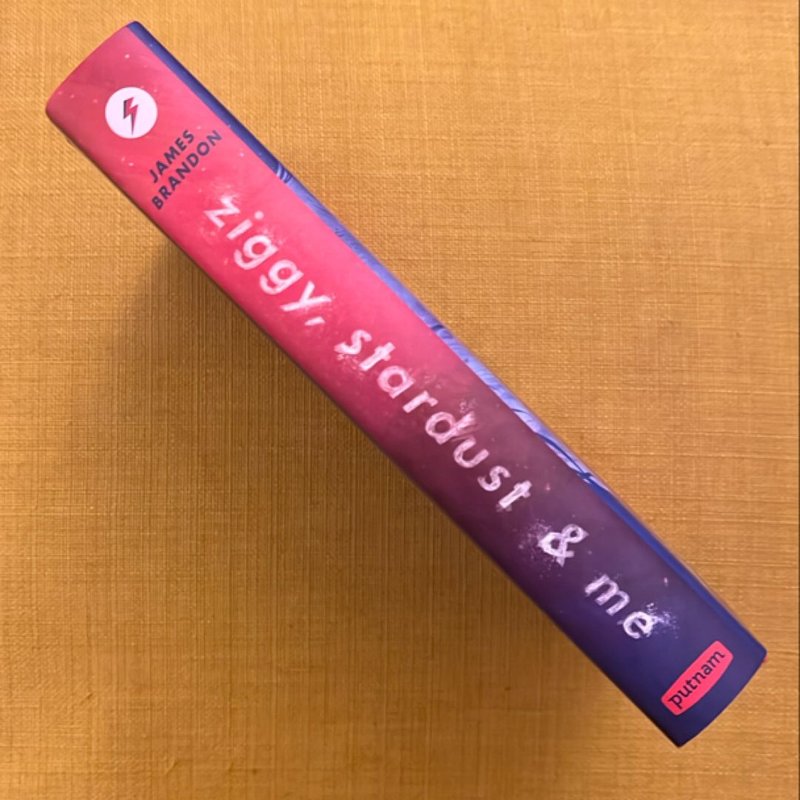 JAMES
BRANDON
ziggy, stardust & me
putnam